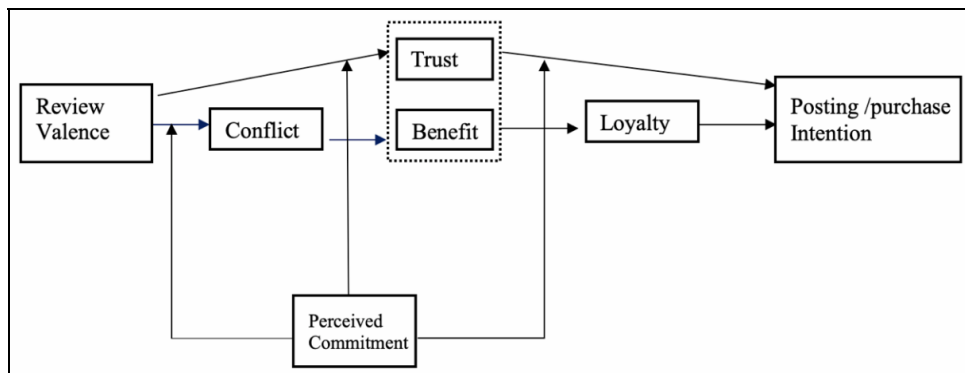 Trust
Review
Valence
Conflict
Benefit
Loyalty
Posting /purchase
Intention
Perceived
Commitment